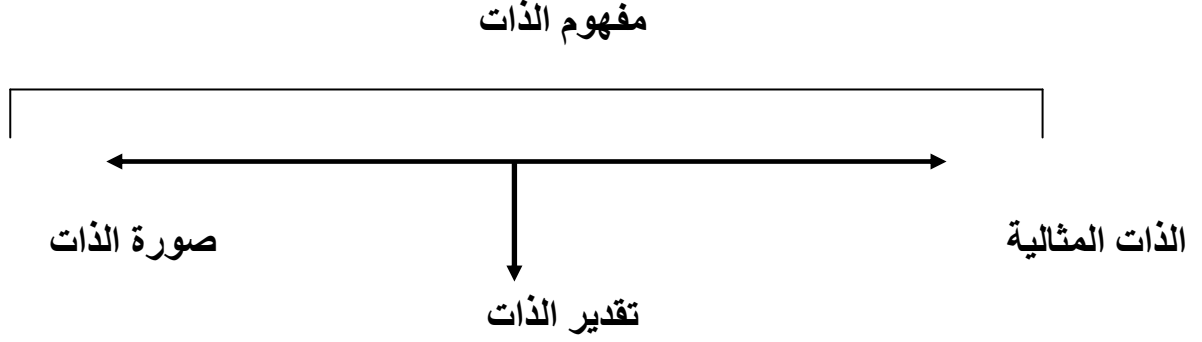 مفهوم الذات
الذات المثالية
صورة الذات
تقدير الذات